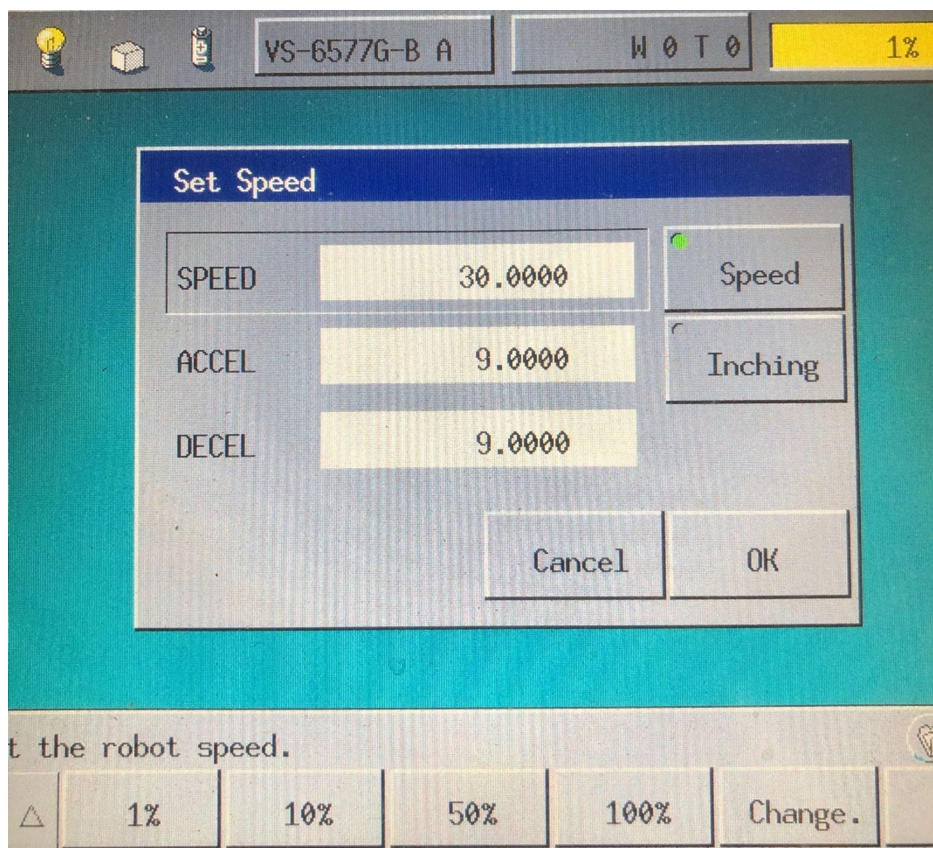 VS-6577G-B A W 0 T 0 1%
Set Speed
SPEED 30.0000 Speed
ACCEL 9.0000 Inching
DECEL 9.0000
Cancel OK
t the robot speed.
1% 10% 50% 100% Change.